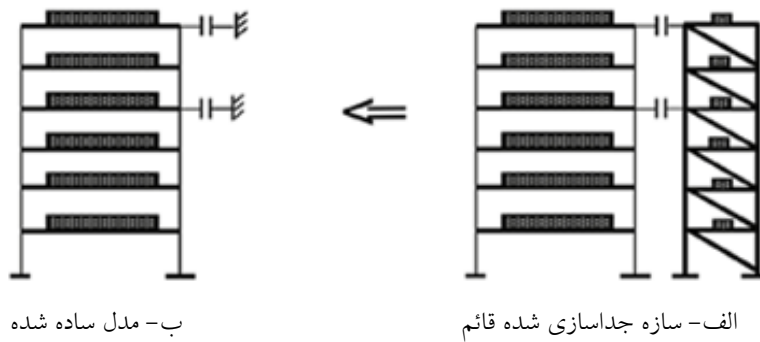 الف- سازه جداسازی شده قائم
ب- مدل ساده شده